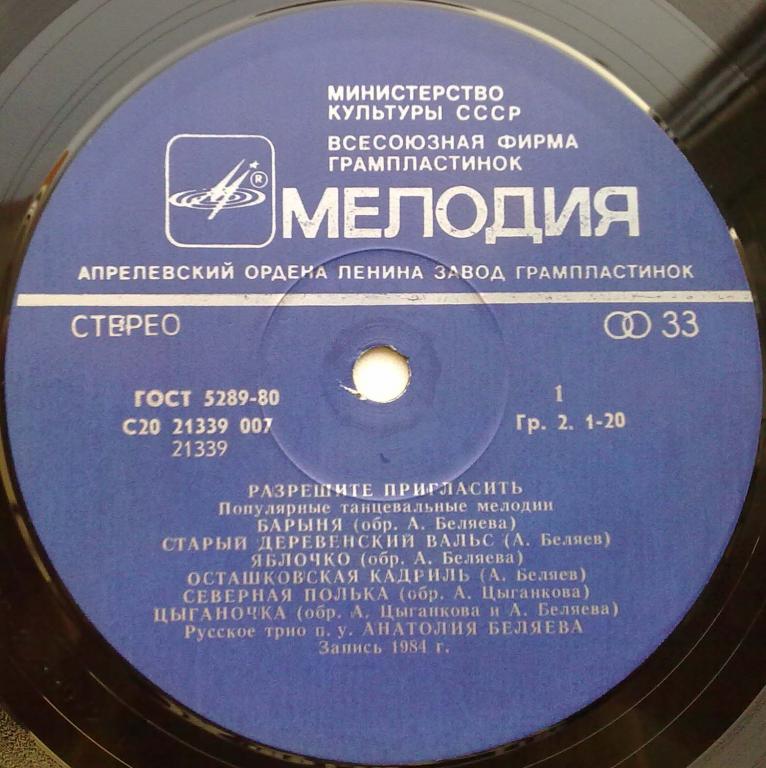 МИНИСТЕРСТВО
КУЛЬТУРЫ СССР
ВСЕСОЮЗНАЯ ФИРМА
ГРАМПЛАСТИНОК
®
МЕЛОДИЯ
АПРЕЛЕВСКИЙ ОРДЕНА ЛЕНИНА ЗАВОД ГРАМПЛАСТИНОК
СТЕРЕО 33
ГОСТ 5289-80 1
С20 21339 007 Гр. 2. 1-20
21339
РАЗРЕШИТЕ ПРИГЛАСИТЬ
Популярные танцевальные мелодии
БАРЫНЯ (обр. А. Беляева)
СТАРЫЙ ДЕРЕВЕНСКИЙ ВАЛЬС (А. Беляев)
ЯБЛОЧКО (обр. А. Беляева)
ОСТАШКОВСКАЯ КАДРИЛЬ (А. Беляев)
СЕВЕРНАЯ ПОЛЬКА (обр. А. Цыганкова)
ЦЫГАНОЧКА (обр. А. Цыганкова и А. Беляева)
Русское трио п. у. АНАТОЛИЯ БЕЛЯЕВА
Запись 1984 г.